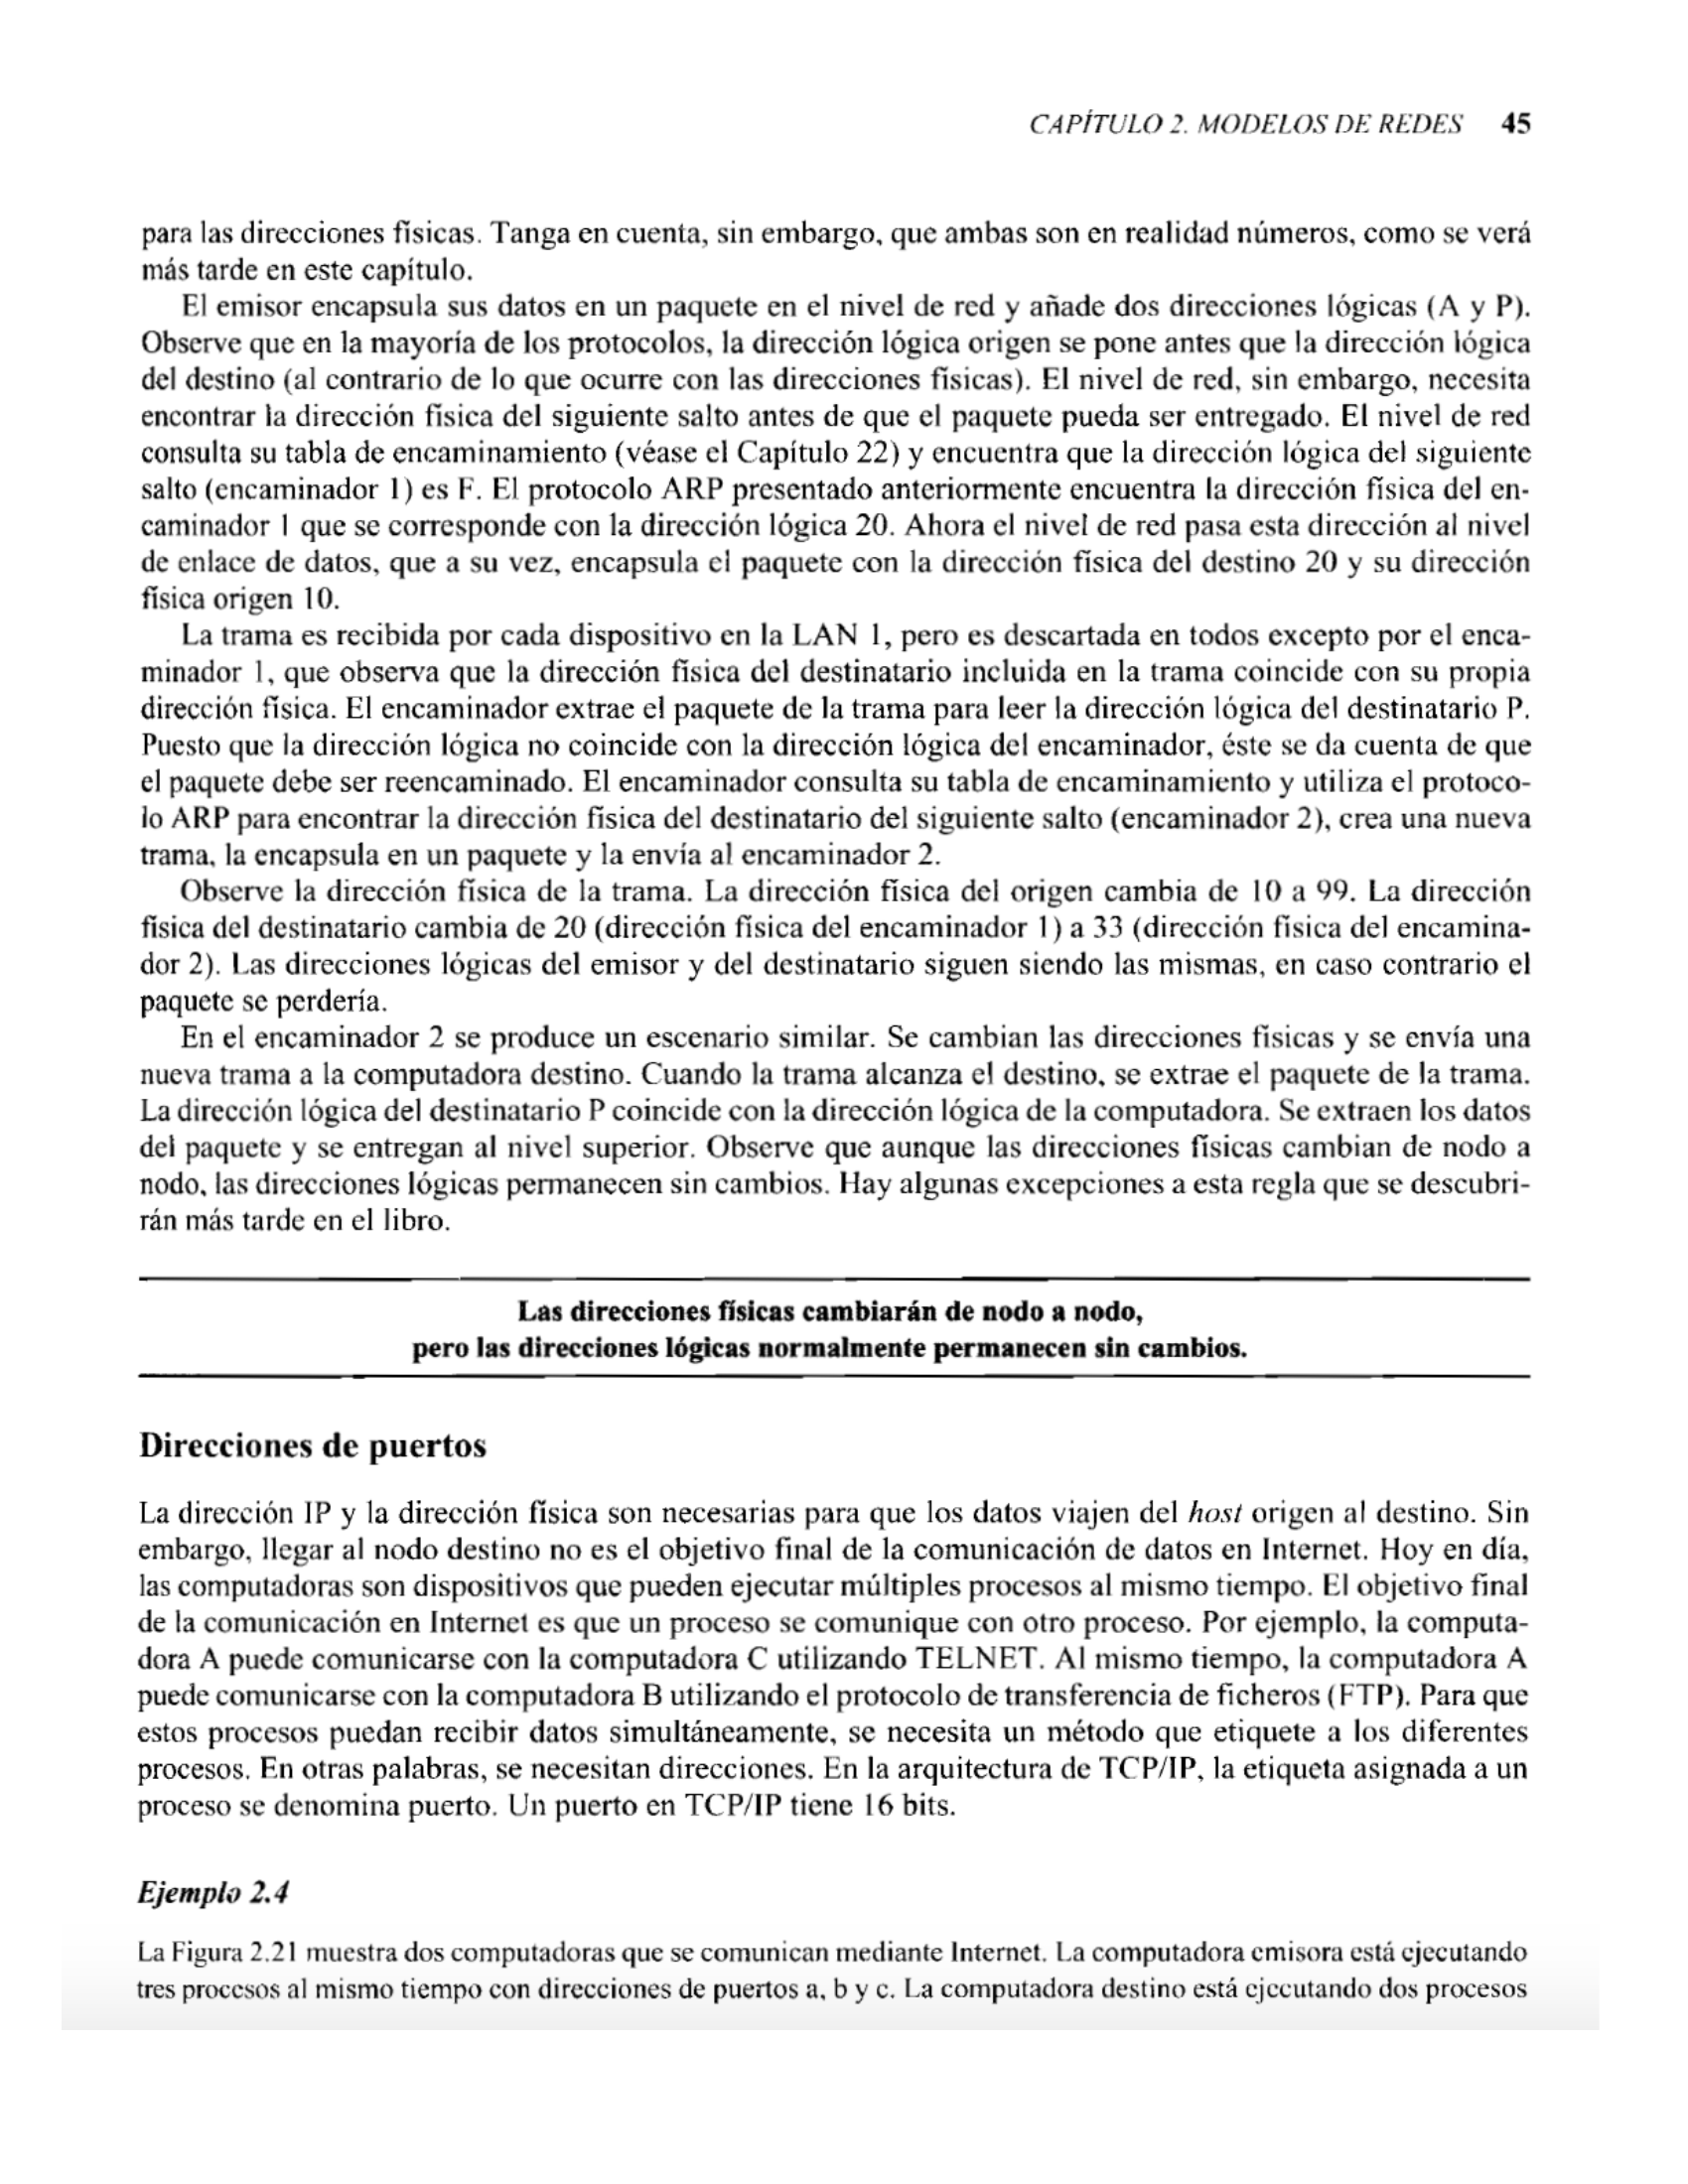 CAPÍTULO 2. MODELOS DE REDES 45
para las direcciones físicas. Tanga en cuenta, sin embargo, que ambas son en realidad números, como se verá
más tarde en este capítulo.
El emisor encapsula sus datos en un paquete en el nivel de red y añade dos direcciones lógicas (A y P).
Observe que en la mayoría de los protocolos, la dirección lógica origen se pone antes que la dirección lógica
del destino (al contrario de lo que ocurre con las direcciones físicas). El nivel de red, sin embargo, necesita
encontrar la dirección física del siguiente salto antes de que el paquete pueda ser entregado. El nivel de red
consulta su tabla de encaminamiento (véase el Capítulo 22) y encuentra que la dirección lógica del siguiente
salto (encaminador 1) es F. El protocolo ARP presentado anteriormente encuentra la dirección física del en-
caminador 1 que se corresponde con la dirección lógica 20. Ahora el nivel de red pasa esta dirección al nivel
de enlace de datos, que a su vez, encapsula el paquete con la dirección física del destino 20 y su dirección
física origen 10.
La trama es recibida por cada dispositivo en la LAN 1, pero es descartada en todos excepto por el enca-
minador 1, que observa que la dirección física del destinatario incluida en la trama coincide con su propia
dirección física. El encaminador extrae el paquete de la trama para leer la dirección lógica del destinatario P.
Puesto que la dirección lógica no coincide con la dirección lógica del encaminador, éste se da cuenta de que
el paquete debe ser reencaminado. El encaminador consulta su tabla de encaminamiento y utiliza el protoco-
lo ARP para encontrar la dirección física del destinatario del siguiente salto (encaminador 2), crea una nueva
trama, la encapsula en un paquete y la envía al encaminador 2.
Observe la dirección física de la trama. La dirección física del origen cambia de 10 a 99. La dirección
física del destinatario cambia de 20 (dirección física del encaminador 1) a 33 (dirección física del encamina-
dor 2). Las direcciones lógicas del emisor y del destinatario siguen siendo las mismas, en caso contrario el
paquete se perdería.
En el encaminador 2 se produce un escenario similar. Se cambian las direcciones físicas y se envía una
nueva trama a la computadora destino. Cuando la trama alcanza el destino, se extrae el paquete de la trama.
La dirección lógica del destinatario P coincide con la dirección lógica de la computadora. Se extraen los datos
del paquete y se entregan al nivel superior. Observe que aunque las direcciones físicas cambian de nodo a
nodo, las direcciones lógicas permanecen sin cambios. Hay algunas excepciones a esta regla que se descubri-
rán más tarde en el libro.
Las direcciones físicas cambiarán de nodo a nodo,
pero las direcciones lógicas normalmente permanecen sin cambios.
Direcciones de puertos
La dirección IP y la dirección física son necesarias para que los datos viajen del host origen al destino. Sin
embargo, llegar al nodo destino no es el objetivo final de la comunicación de datos en Internet. Hoy en día,
las computadoras son dispositivos que pueden ejecutar múltiples procesos al mismo tiempo. El objetivo final
de la comunicación en Internet es que un proceso se comunique con otro proceso. Por ejemplo, la computa-
dora A puede comunicarse con la computadora C utilizando TELNET. Al mismo tiempo, la computadora A
puede comunicarse con la computadora B utilizando el protocolo de transferencia de ficheros (FTP). Para que
estos procesos puedan recibir datos simultáneamente, se necesita un método que etiquete a los diferentes
procesos. En otras palabras, se necesitan direcciones. En la arquitectura de TCP/IP, la etiqueta asignada a un
proceso se denomina puerto. Un puerto en TCP/IP tiene 16 bits.
Ejemplo 2.4
La Figura 2.21 muestra dos computadoras que se comunican mediante Internet. La computadora emisora está ejecutando
tres procesos al mismo tiempo con direcciones de puertos a, b y c. La computadora destino está ejecutando dos procesos